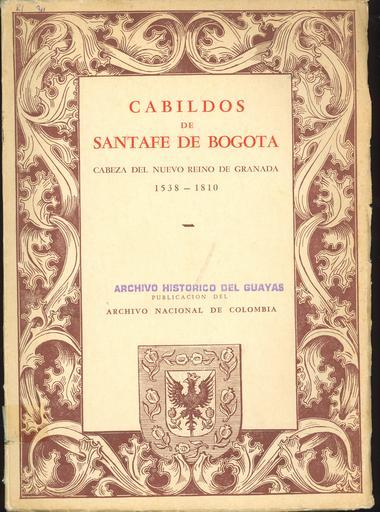 CABILDOS
DE
SANTAFE DE BOGOTA
CABEZA DEL NUEVO REINO DE GRANADA
1538 - 1810
ARCHIVO HISTORICO DEL GUAYAS
PUBLICACION DEL
ARCHIVO NACIONAL DE COLOMBIA